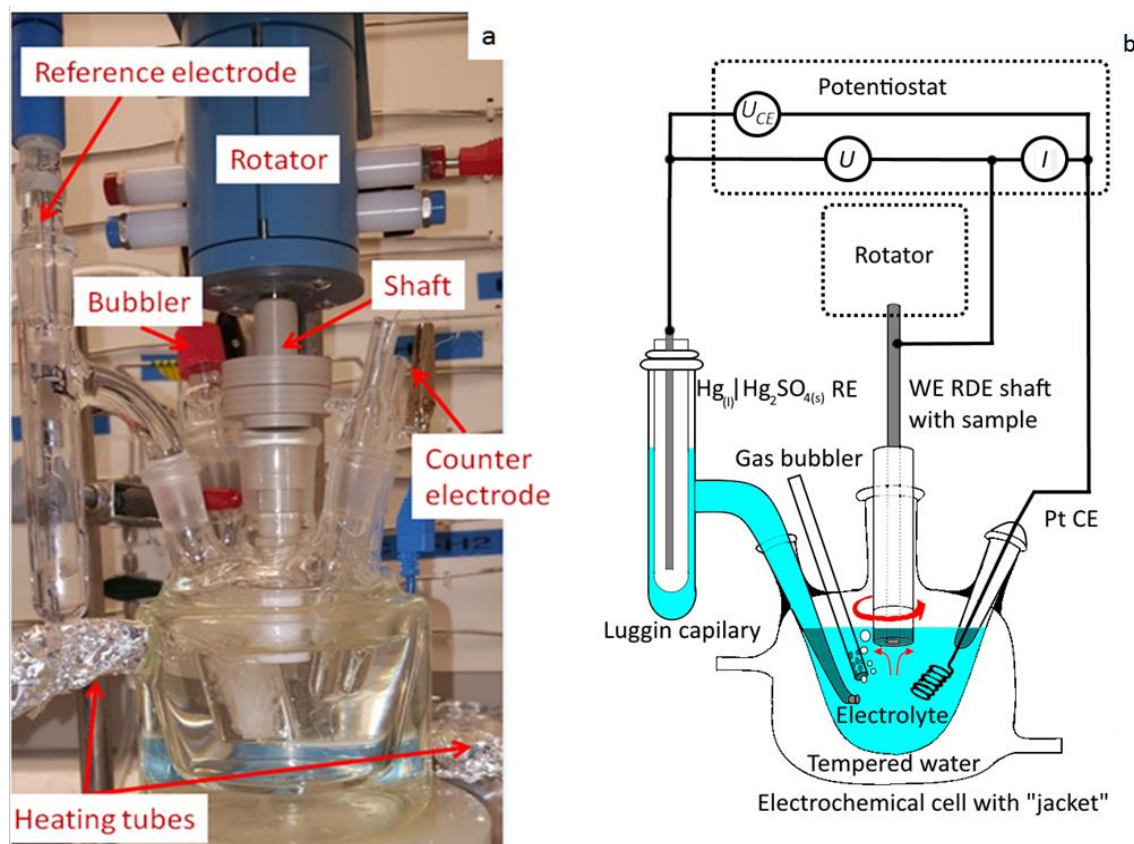 a
Reference electrode
Rotator
Bubbler
Shaft
Counter
electrode
Heating tubes
b
Potentiostat
U_CE
U
I
Rotator
Hg(l)|Hg2SO4(s) RE
WE RDE shaft
with sample
Gas bubbler
Pt CE
Luggin capilary
Electrolyte
Tempered water
Electrochemical cell with "jacket"